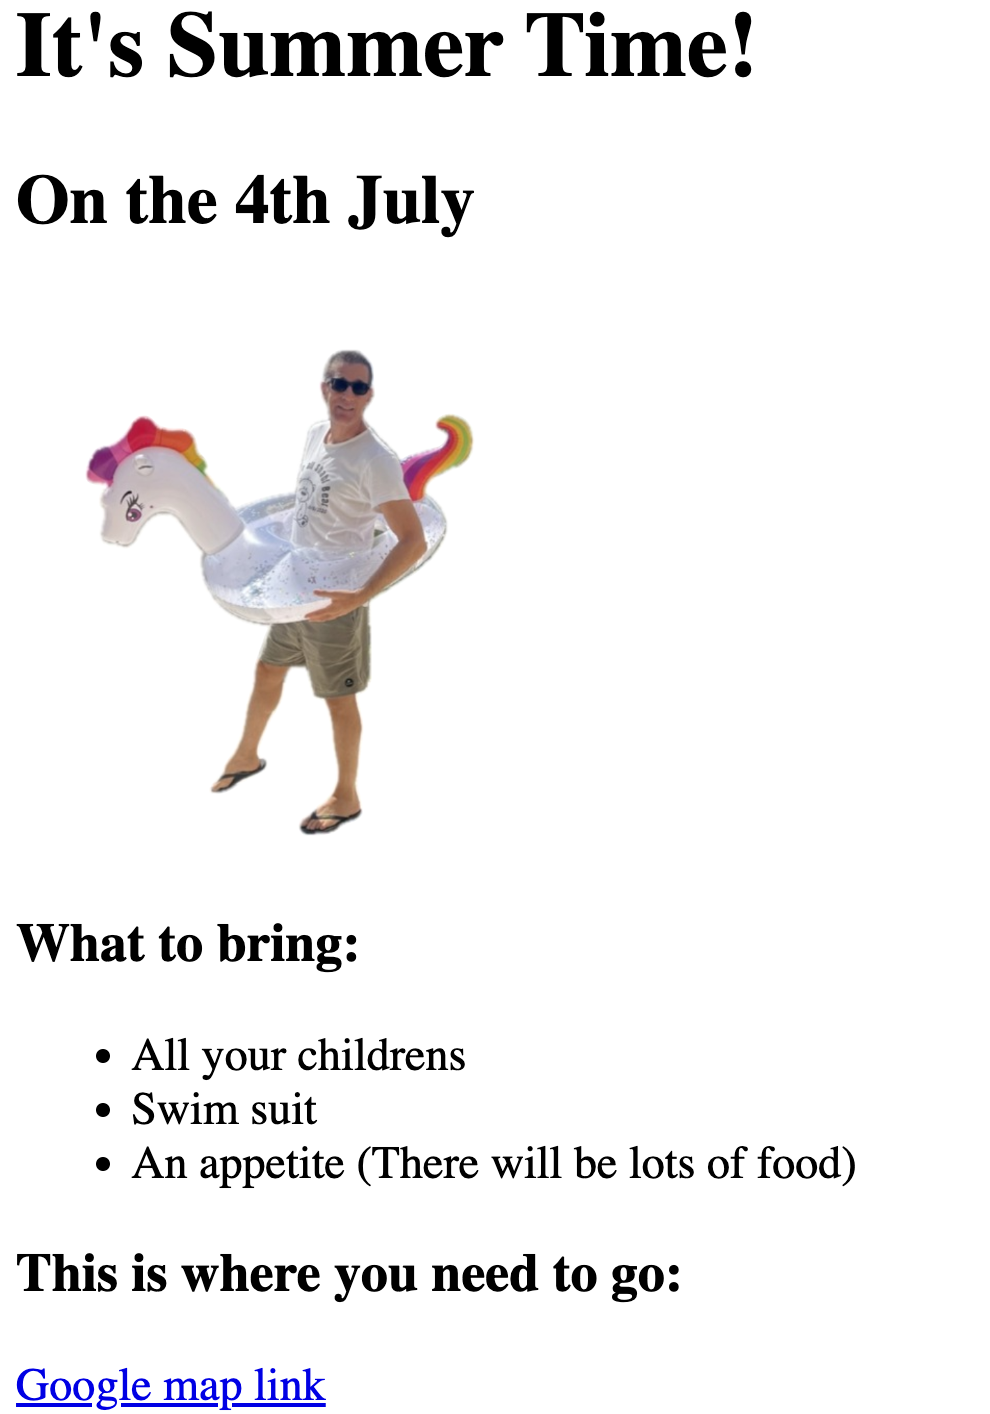 It's Summer Time!
On the 4th July
What to bring:
All your childrens
Swim suit
An appetite (There will be lots of food)
This is where you need to go:
Google map link